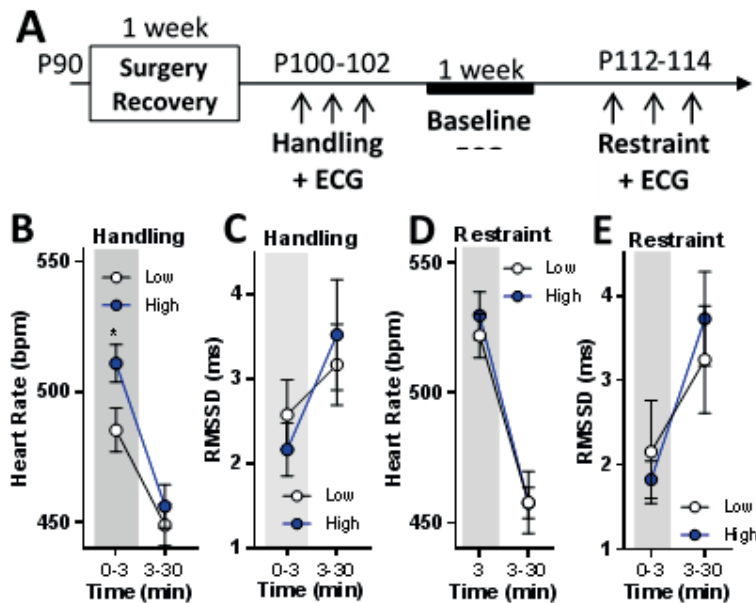 A
1 week
P90
Surgery
Recovery
P100-102
1 week
P112-114
Handling
+ ECG
Baseline
Restraint
+ ECG
B
Handling
Low
High
*
550
500
450
Heart Rate (bpm)
0-3
3-30
Time (min)
C
Handling
4
3
2
1
RMSSD (ms)
Low
High
0-3
3-30
Time (min)
D
Restraint
Low
High
550
500
450
Heart Rate (bpm)
3
3-30
Time (min)
E
Restraint
4
3
2
1
RMSSD (ms)
Low
High
0-3
3-30
Time (min)